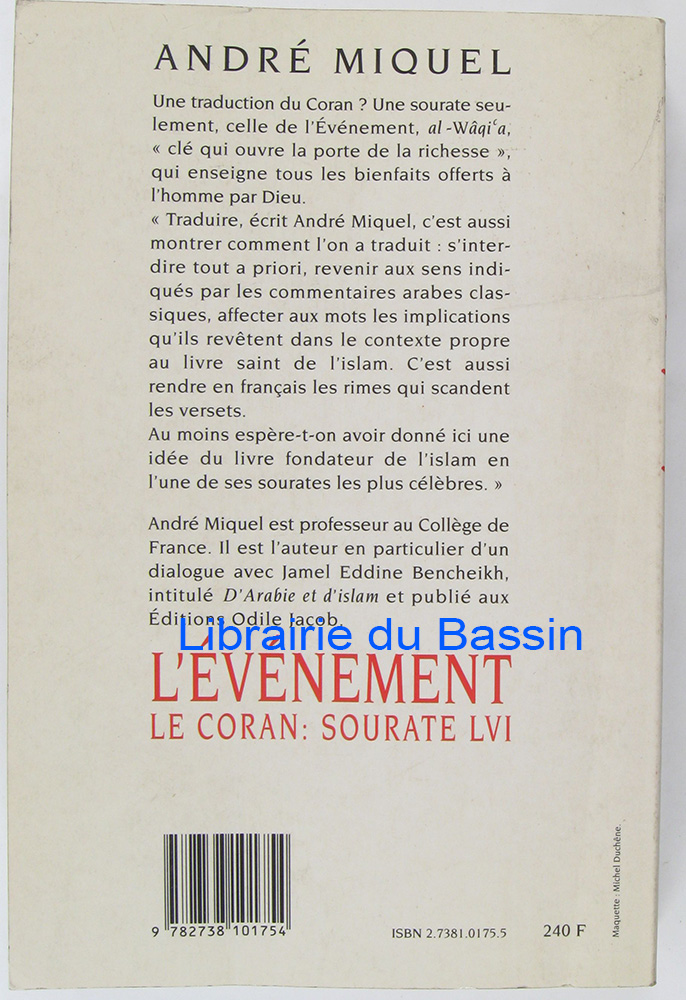 ANDRÉ MIQUEL
Une traduction du Coran ? Une sourate seu-
lement, celle de l'Événement, al-Wâqiʿa,
« clé qui ouvre la porte de la richesse »,
qui enseigne tous les bienfaits offerts à
l'homme par Dieu.
« Traduire, écrit André Miquel, c'est aussi
montrer comment l'on a traduit : s'inter-
dire tout a priori, revenir aux sens indi-
qués par les commentaires arabes clas-
siques, affecter aux mots les implications
qu'ils revêtent dans le contexte propre
au livre saint de l'islam. C'est aussi
rendre en français les rimes qui scandent
les versets.
Au moins espère-t-on avoir donné ici une
idée du livre fondateur de l'islam en
l'une de ses sourates les plus célèbres. »
André Miquel est professeur au Collège de
France. Il est l'auteur en particulier d'un
dialogue avec Jamel Eddine Bencheikh,
intitulé D'Arabie et d'islam et publié aux
Éditions Odile Jacob.
Librairie du Bassin
L'ÉVÉNEMENT
LE CORAN: SOURATE LVI
9 782738 101754
ISBN 2.7381.0175.5
240 F
Maquette : Michel Duchêne.